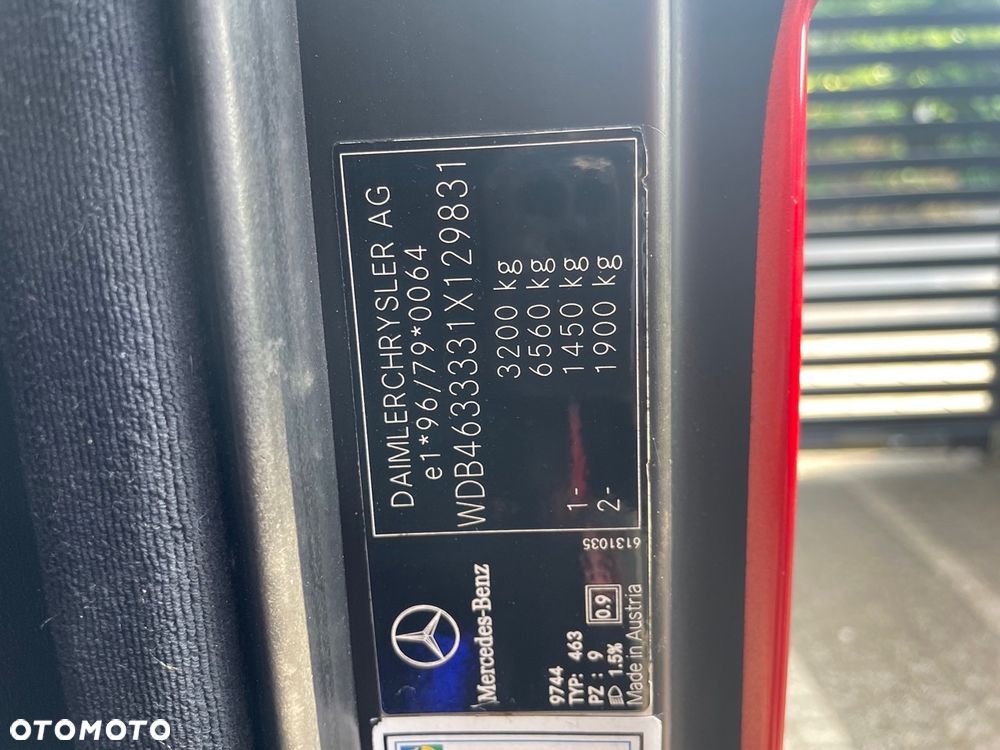 DAIMLERCHRYSLER AG
e1*96/79*0064
WDB4633331X129831
3200 kg
6560 kg
1- 1450 kg
2- 1900 kg
6131035
Mercedes-Benz
9744
TYP: 463
PZ : 9
1.5%
0.9
Made in Austria
OTOMOTO